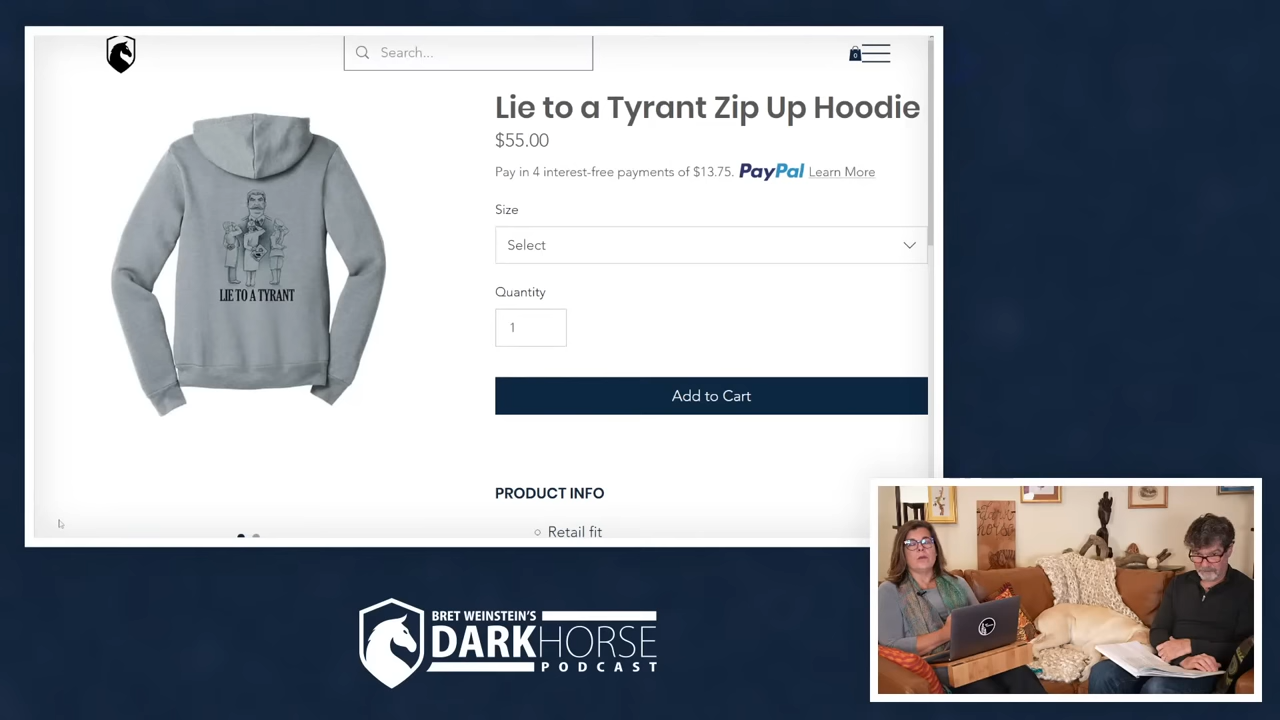 Search...
0
Lie to a Tyrant Zip Up Hoodie
$55.00
Pay in 4 interest-free payments of $13.75. PayPal Learn More
Size
Select
Quantity
1
Add to Cart
PRODUCT INFO
Retail fit
LIE TO A TYRANT
BRET WEINSTEIN'S
DARKHORSE
PODCAST